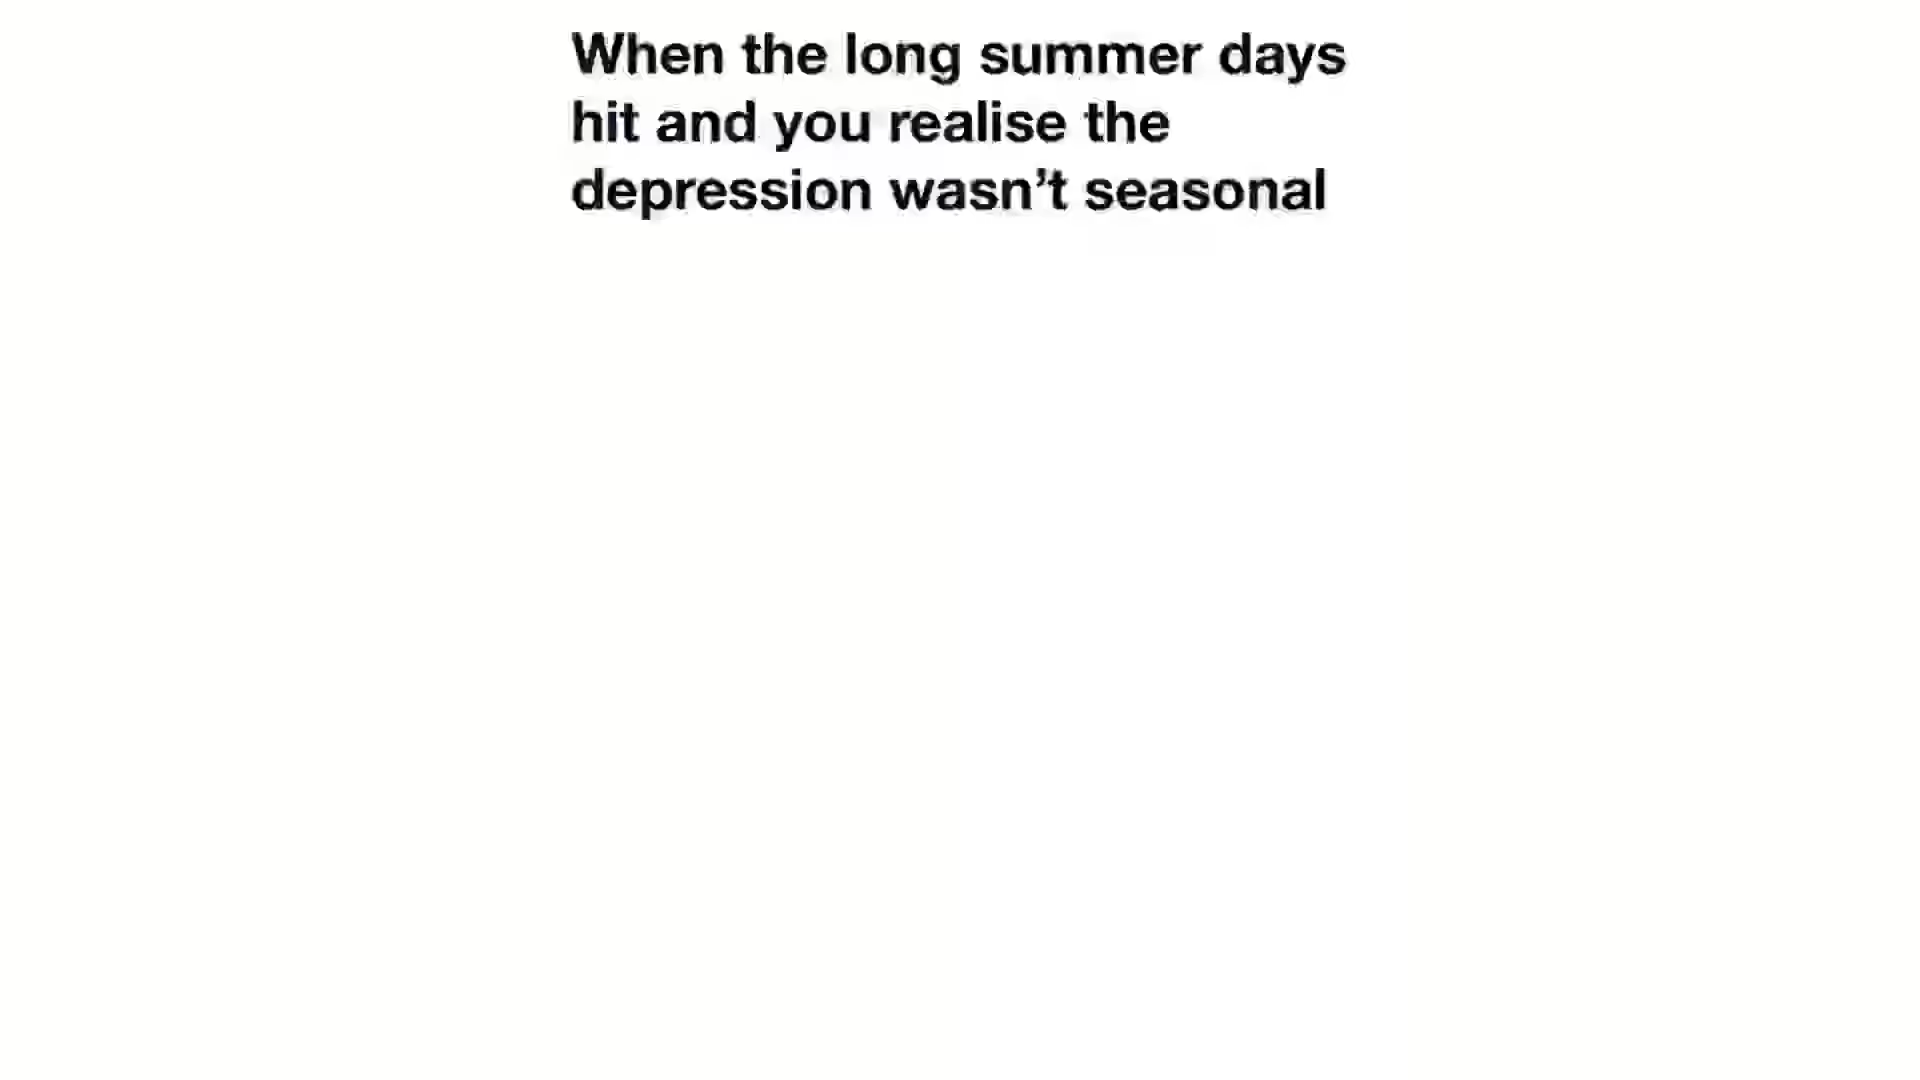 When the long summer days
hit and you realise the
depression wasn’t seasonal